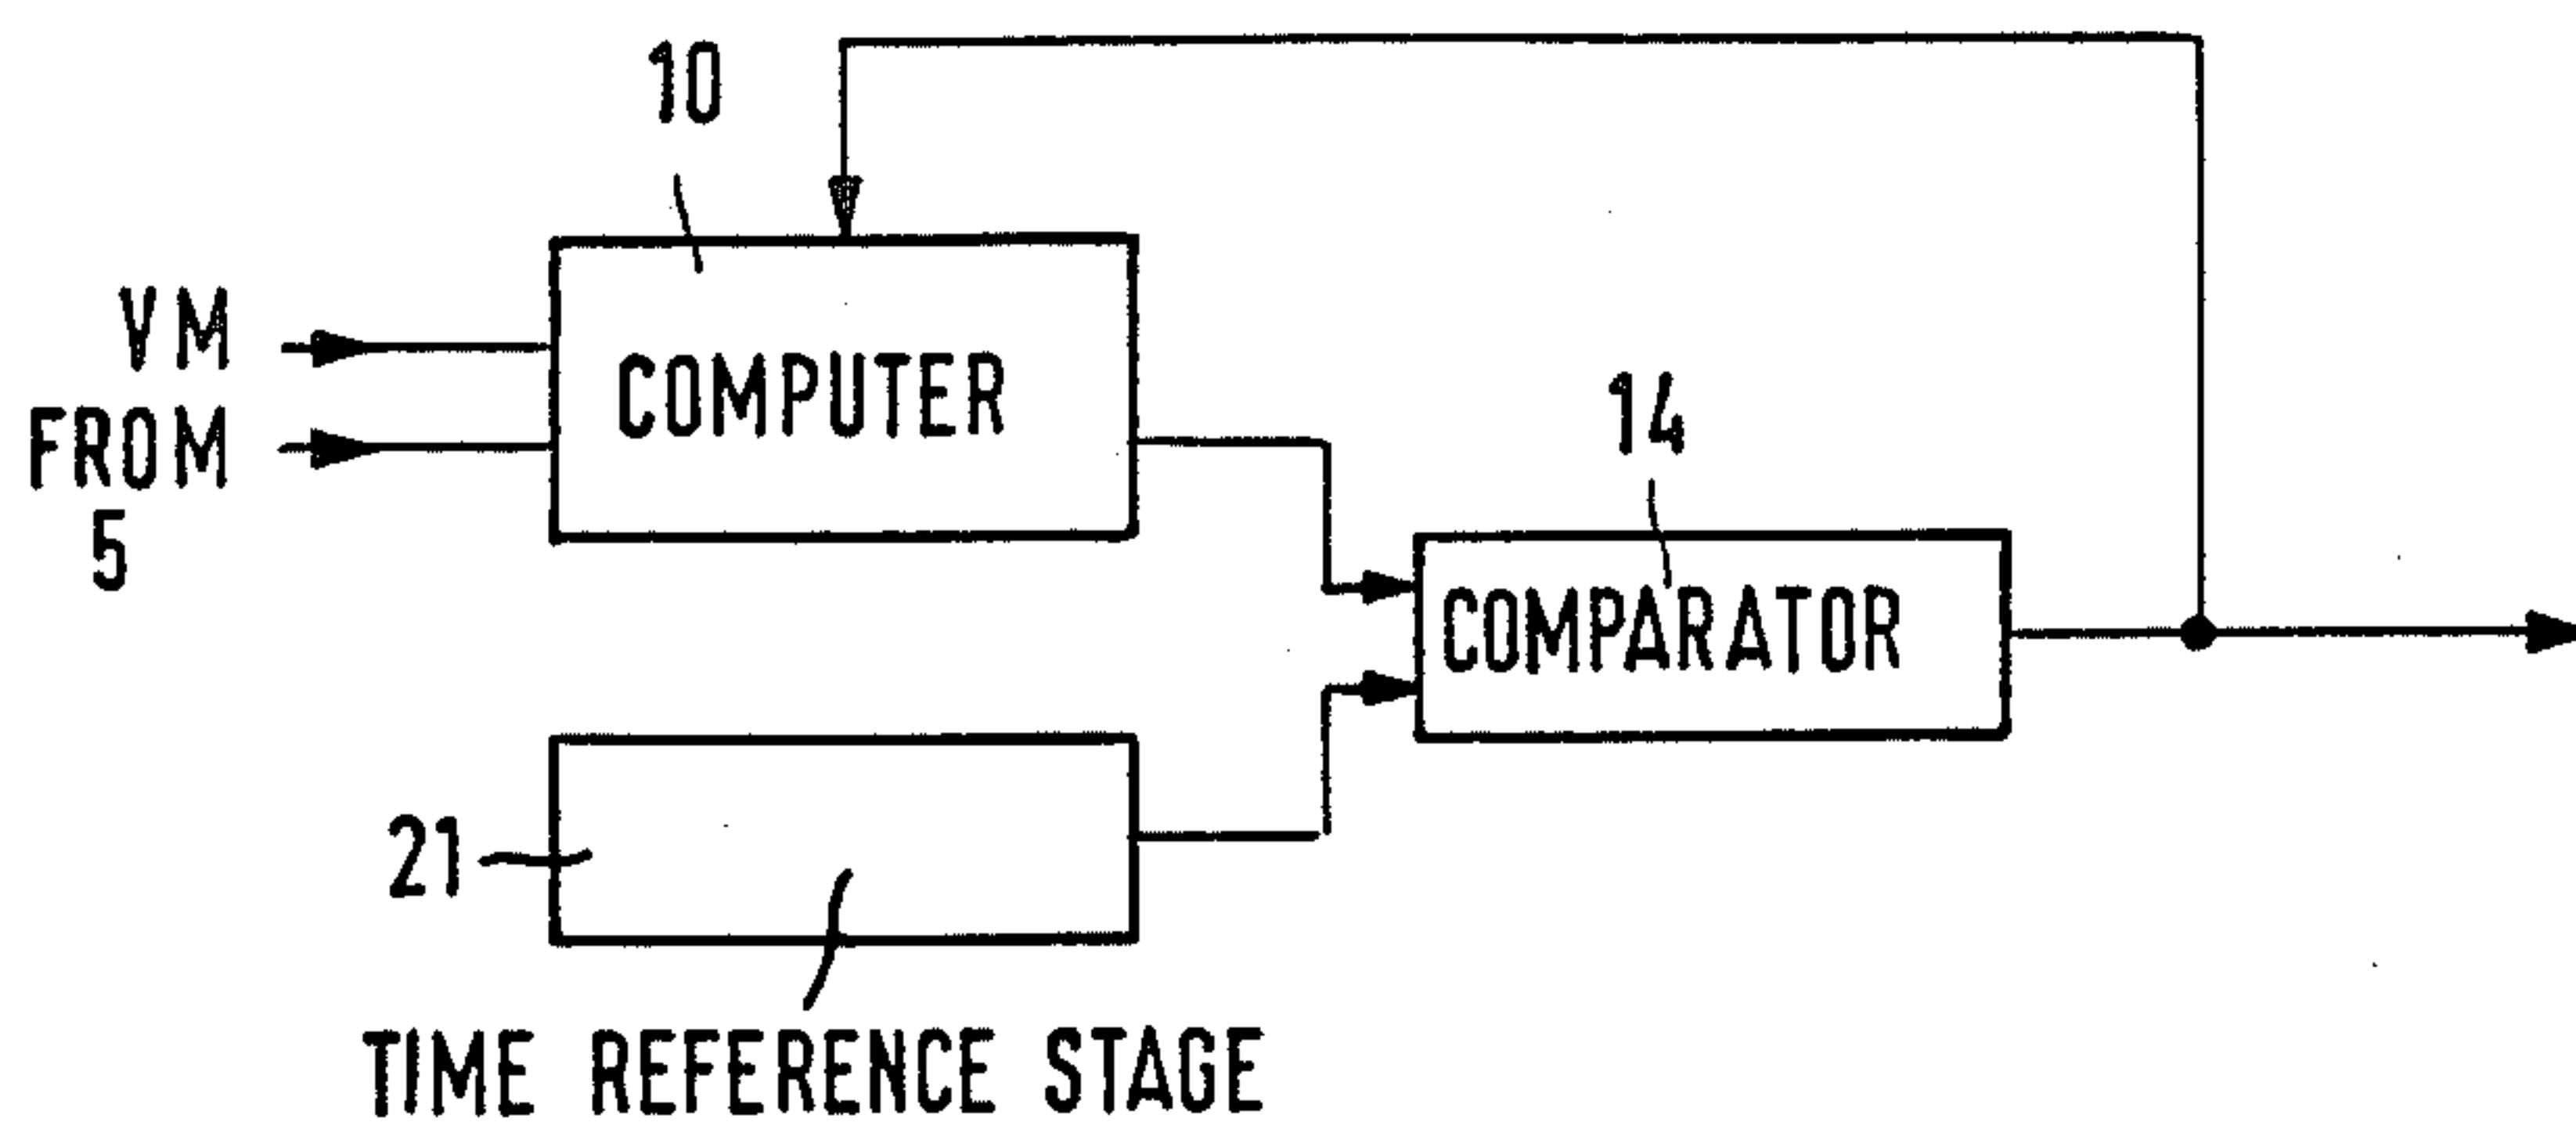 10
VM
FROM
5
COMPUTER
14
COMPARATOR
21
TIME REFERENCE STAGE